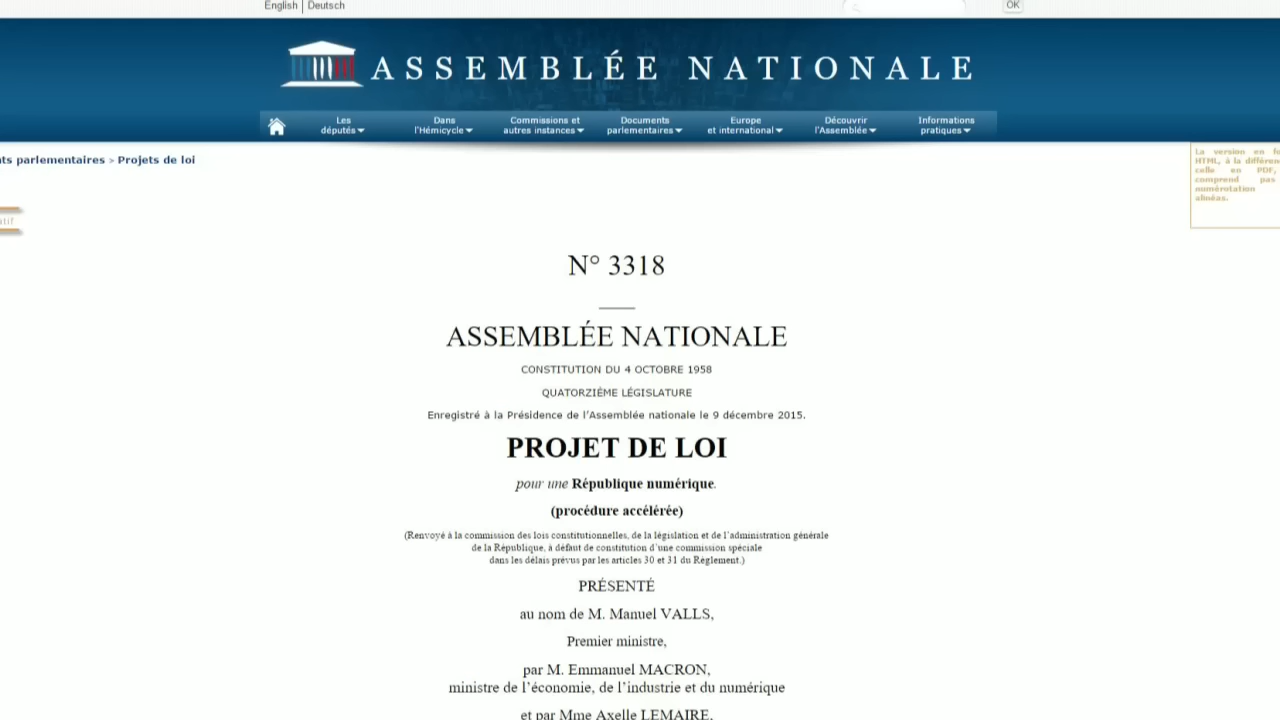 English | Deutsch
OK
ASSEMBLÉE NATIONALE
Les députés
Dans l'Hémicycle
Commissions et autres instances
Documents parlementaires
Europe et international
Découvrir l'Assemblée
Informations pratiques
parlementaires > Projets de loi
La version en
HTML, à la
celle en PDF,
comprend pas
numérotation
alinéas.
N° 3318
ASSEMBLÉE NATIONALE
CONSTITUTION DU 4 OCTOBRE 1958
QUATORZIÈME LÉGISLATURE
Enregistré à la Présidence de l'Assemblée nationale le 9 décembre 2015.
PROJET DE LOI
pour une République numérique.
(procédure accélérée)
(Renvoyé à la commission des lois constitutionnelles, de la législation et de l'administration générale
de la République, à défaut de constitution d'une commission spéciale
dans les délais prévus par les articles 30 et 31 du Règlement.)
PRÉSENTÉ
au nom de M. Manuel VALLS,
Premier ministre,
par M. Emmanuel MACRON,
ministre de l'économie, de l'industrie et du numérique
et par Mme Axelle LEMAIRE,